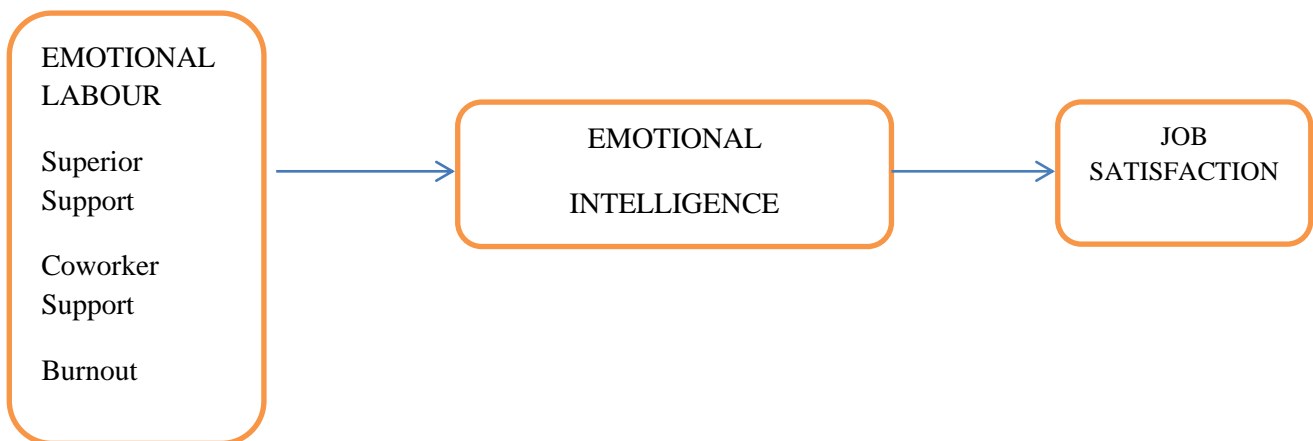 EMOTIONAL
LABOUR
Superior
Support
Coworker
Support
Burnout
EMOTIONAL
INTELLIGENCE
JOB
SATISFACTION